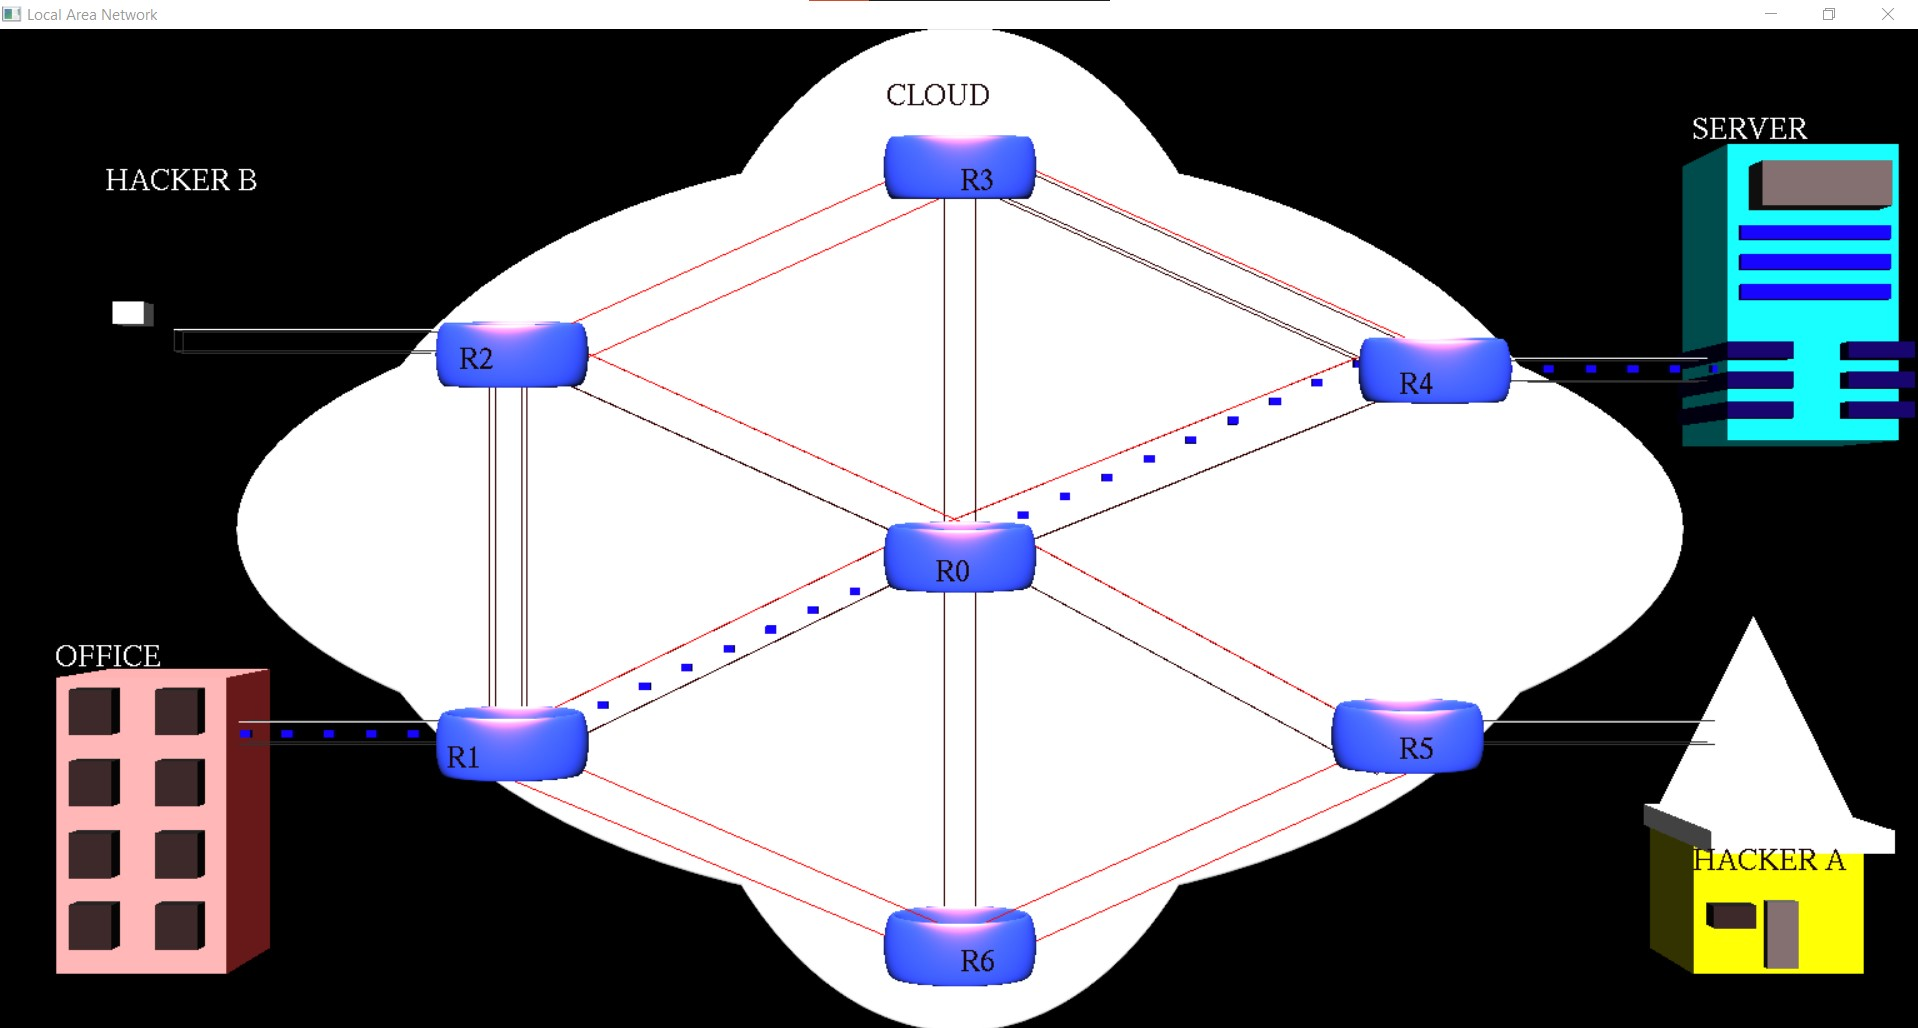 Local Area Network
CLOUD
SERVER
HACKER B
R3
R2
R4
R0
OFFICE
R1
R5
HACKER A
R6